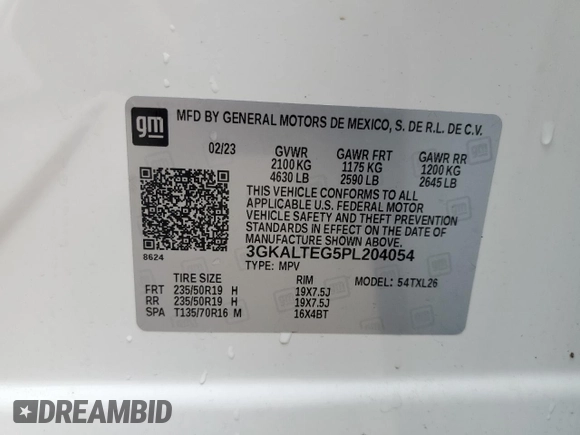 gm
MFD BY GENERAL MOTORS DE MEXICO, S. DE R.L. DE C.V.
02/23 GVWR GAWR FRT GAWR RR
2100 KG 1175 KG 1200 KG
4630 LB 2590 LB 2645 LB
THIS VEHICLE CONFORMS TO ALL
APPLICABLE U.S. FEDERAL MOTOR
VEHICLE SAFETY AND THEFT PREVENTION
STANDARDS IN EFFECT ON THE DATE OF
MANUFACTURE SHOWN ABOVE.
8624 3GKALTEG5PL204054
TYPE: MPV
TIRE SIZE RIM MODEL: 54TXL26
FRT 235/50R19 H 19X7.5J
RR 235/50R19 H 19X7.5J
SPA T135/70R16 M 16X4BT
DREAMBID